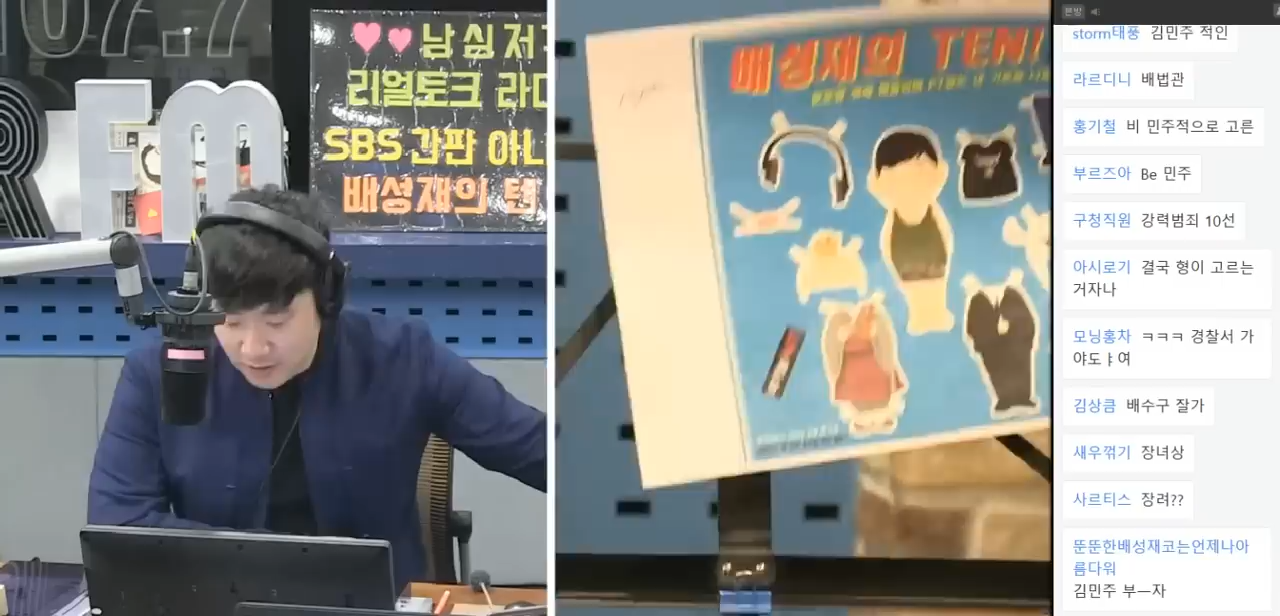 107.7
FM
남심저격
리얼토크 라디
SBS 간판 아나
배성재의 텐
배성재의 TEN!
본방
storm태풍 김민주 적인
라르디니 배법관
홍기철 비 민주적으로 고른
부르즈아 Be 민주
구청직원 강력범죄 10선
아시로기 결국 형이 고르는
거자나
모닝홍차 ㅋㅋㅋ 경찰서 가
야도ㅑ여
김상큼 배수구 잘가
새우꺾기 장녀상
사르티스 장려??
뚠뚠한배성재코는언제나아
름다워
김민주 부—자